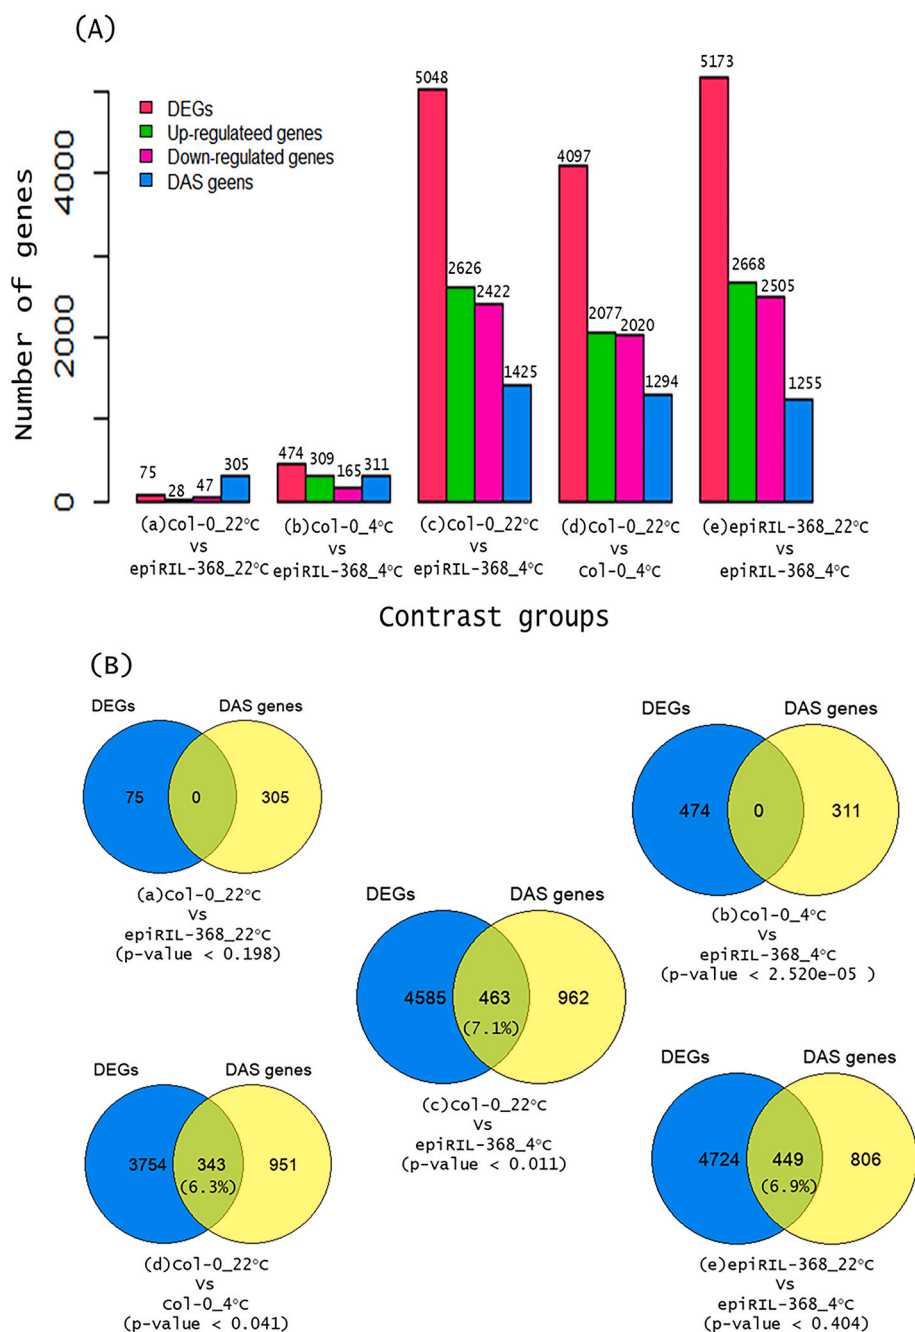 (A)
Number of genes
0
2000
4000
DEGs
Up-regulateed genes
Down-regulated genes
DAS geens
75
28
47
305
474
309
165
311
5048
2626
2422
1425
4097
2077
2020
1294
5173
2668
2505
1255
(a)Col-0_22°C
vs
epiRIL-368_22°C
(b)Col-0_4°C
vs
epiRIL-368_4°C
(c)Col-0_22°C
vs
epiRIL-368_4°C
(d)Col-0_22°C
vs
Col-0_4°C
(e)epiRIL-368_22°C
vs
epiRIL-368_4°C
Contrast groups
(B)
DEGs
DAS genes
75
0
305
(a)Col-0_22°C
Vs
epiRIL-368_22°C
(p-value < 0.198)
DEGs
DAS genes
474
0
311
(b)Col-0_4°C
Vs
epiRIL-368_4°C
(p-value < 2.520e-05 )
DEGs
DAS genes
4585
463
(7.1%)
962
(c)Col-0_22°C
Vs
epiRIL-368_4°C
(p-value < 0.011)
DEGs
DAS genes
3754
343
(6.3%)
951
(d)Col-0_22°C
Vs
Col-0_4°C
(p-value < 0.041)
DEGs
DAS genes
4724
449
(6.9%)
806
(e)epiRIL-368_22°C
Vs
epiRIL-368_4°C
(p-value < 0.404)